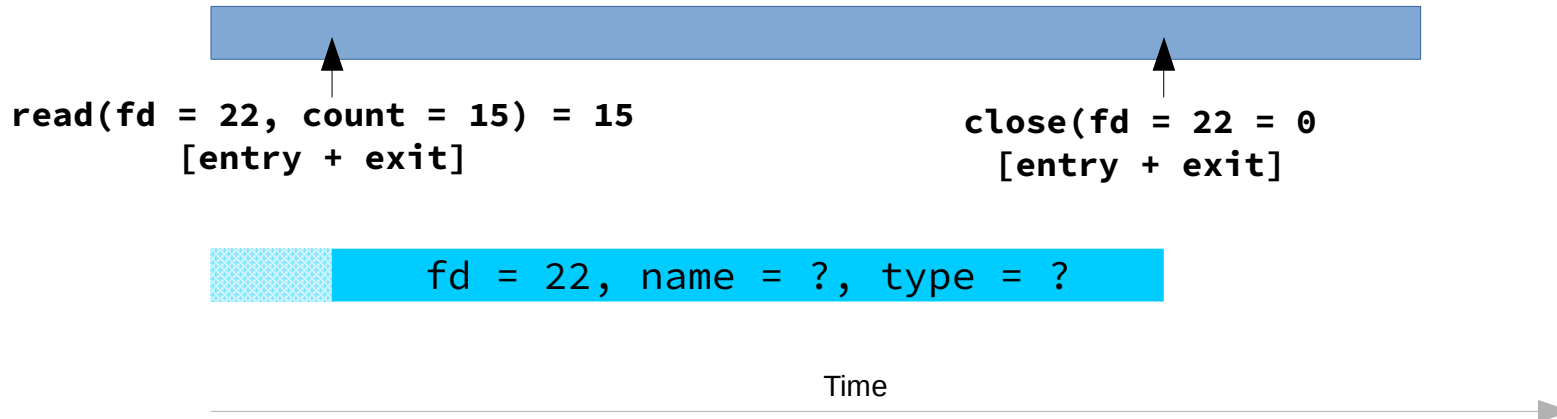 read(fd = 22, count = 15) = 15
[entry + exit]
close(fd = 22 = 0
[entry + exit]
fd = 22, name = ?, type = ?
Time